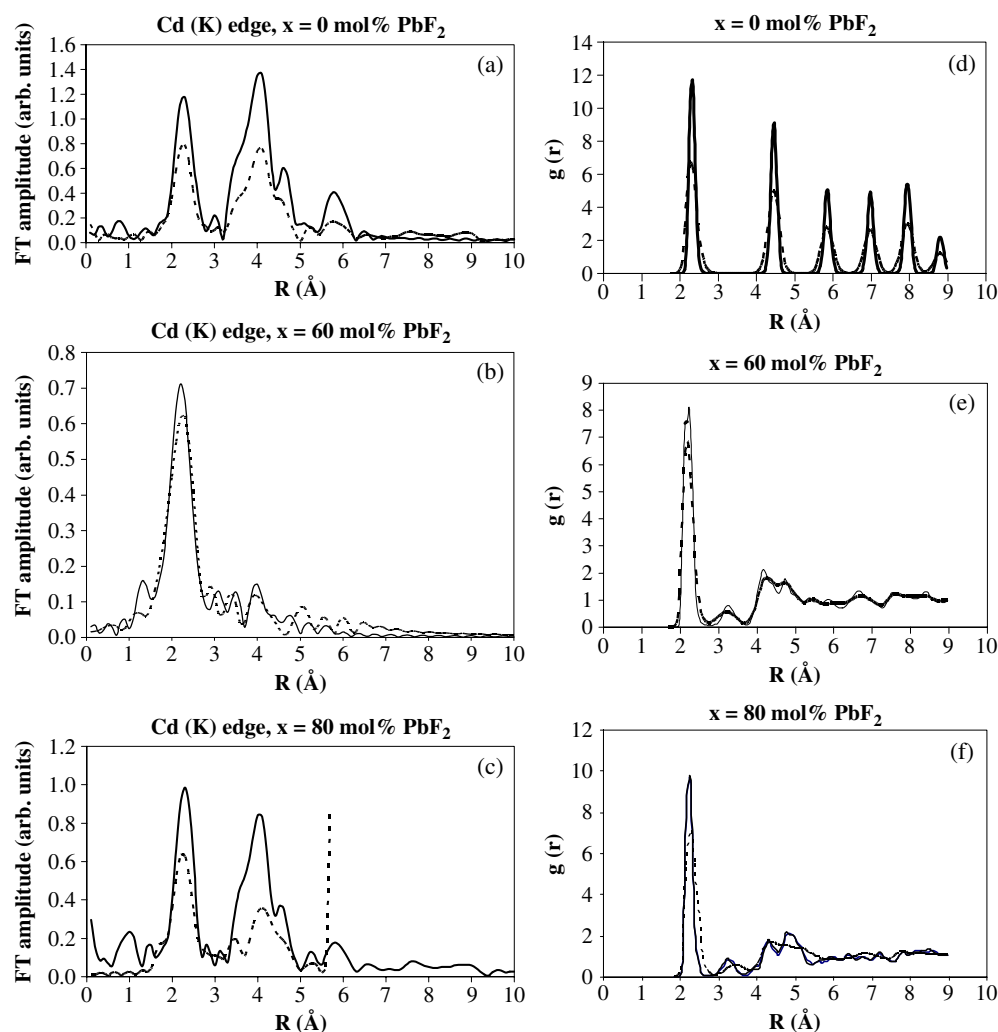 Cd (K) edge, x = 0 mol% PbF2
(a)
FT amplitude (arb. units)
1.6
1.4
1.2
1.0
0.8
0.6
0.4
0.2
0.0
0 1 2 3 4 5 6 7 8 9 10
R (Å)
x = 0 mol% PbF2
(d)
g (r)
14
12
10
8
6
4
2
0
0 1 2 3 4 5 6 7 8 9 10
R (Å)
Cd (K) edge, x = 60 mol% PbF2
(b)
FT amplitude (arb. units)
0.8
0.7
0.6
0.5
0.4
0.3
0.2
0.1
0.0
0 1 2 3 4 5 6 7 8 9 10
R (Å)
x = 60 mol% PbF2
(e)
g (r)
9
8
7
6
5
4
3
2
1
0
0 1 2 3 4 5 6 7 8 9 10
R (Å)
Cd (K) edge, x = 80 mol% PbF2
(c)
FT amplitude (arb. units)
1.2
1.0
0.8
0.6
0.4
0.2
0.0
0 1 2 3 4 5 6 7 8 9 10
R (Å)
x = 80 mol% PbF2
(f)
g (r)
12
10
8
6
4
2
0
0 1 2 3 4 5 6 7 8 9 10
R (Å)